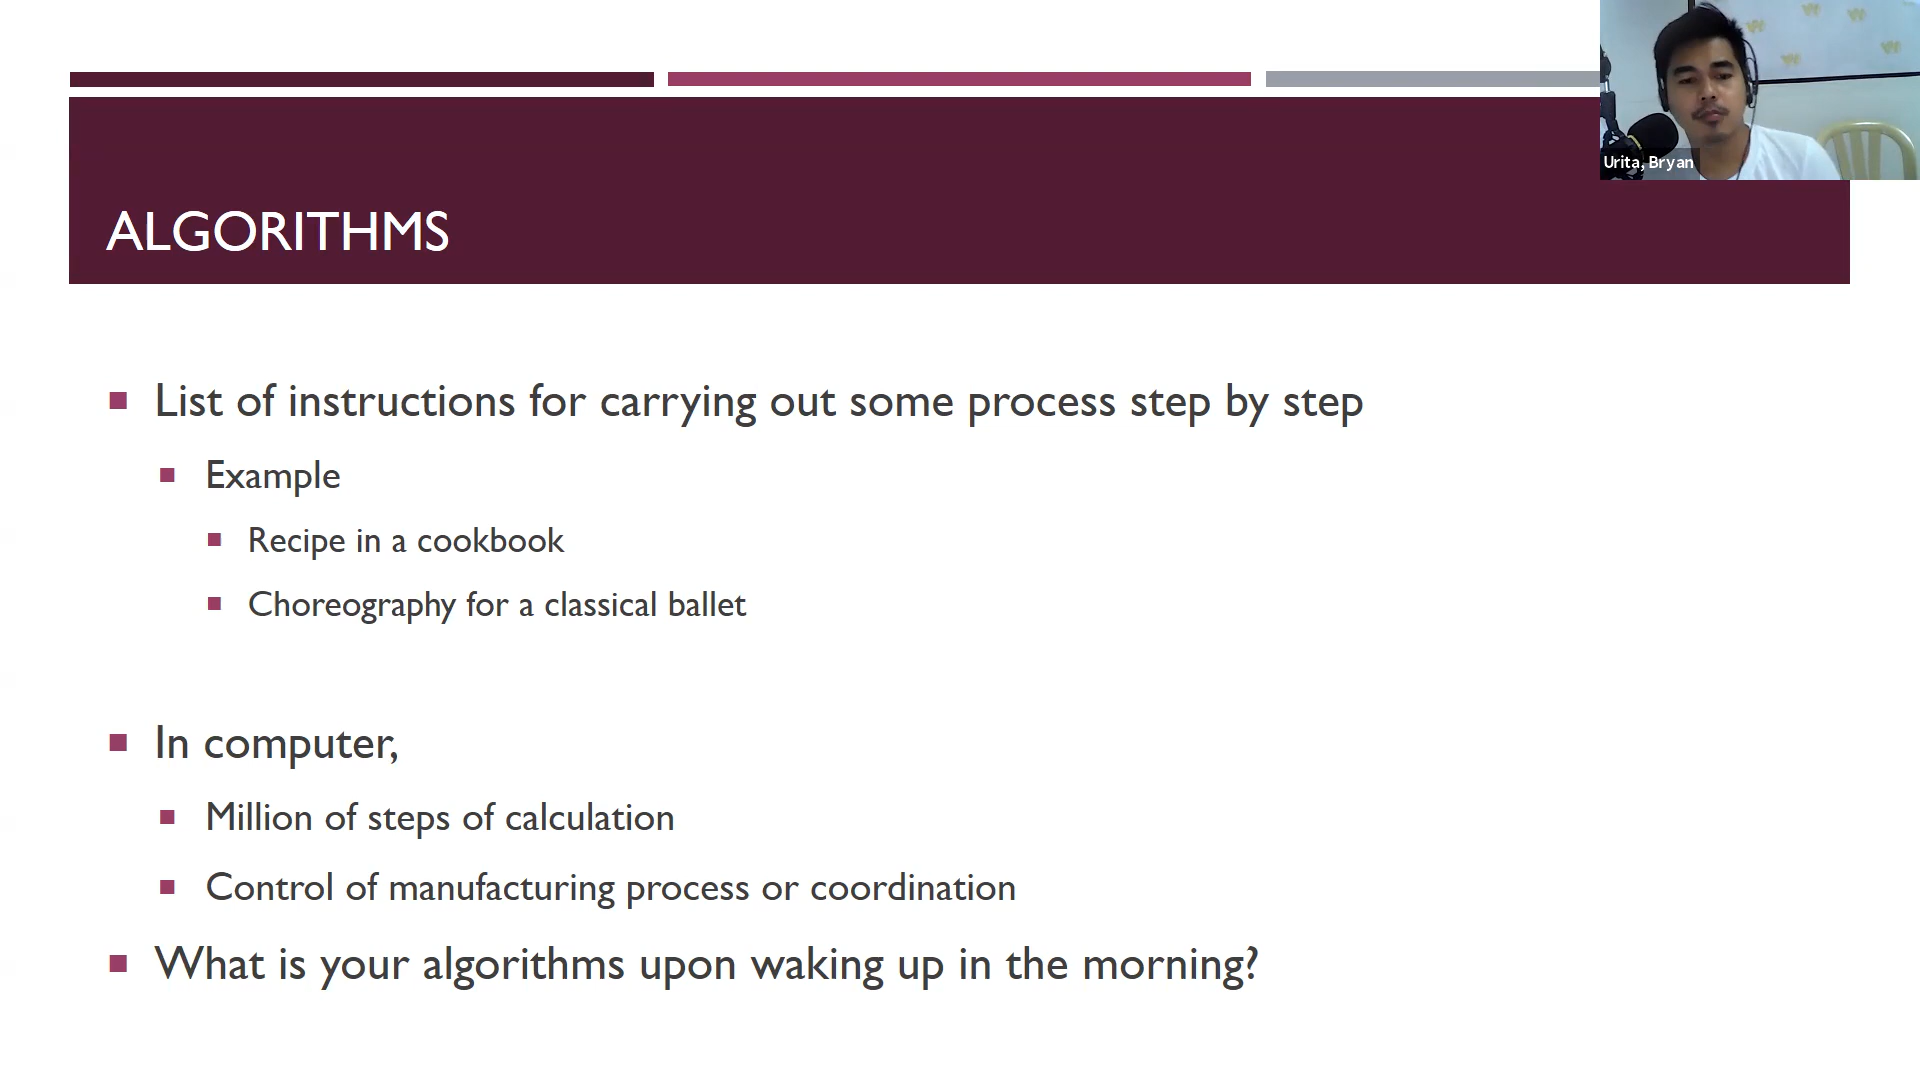 Urita, Bryan
ALGORITHMS
List of instructions for carrying out some process step by step
Example
Recipe in a cookbook
Choreography for a classical ballet
In computer,
Million of steps of calculation
Control of manufacturing process or coordination
What is your algorithms upon waking up in the morning?